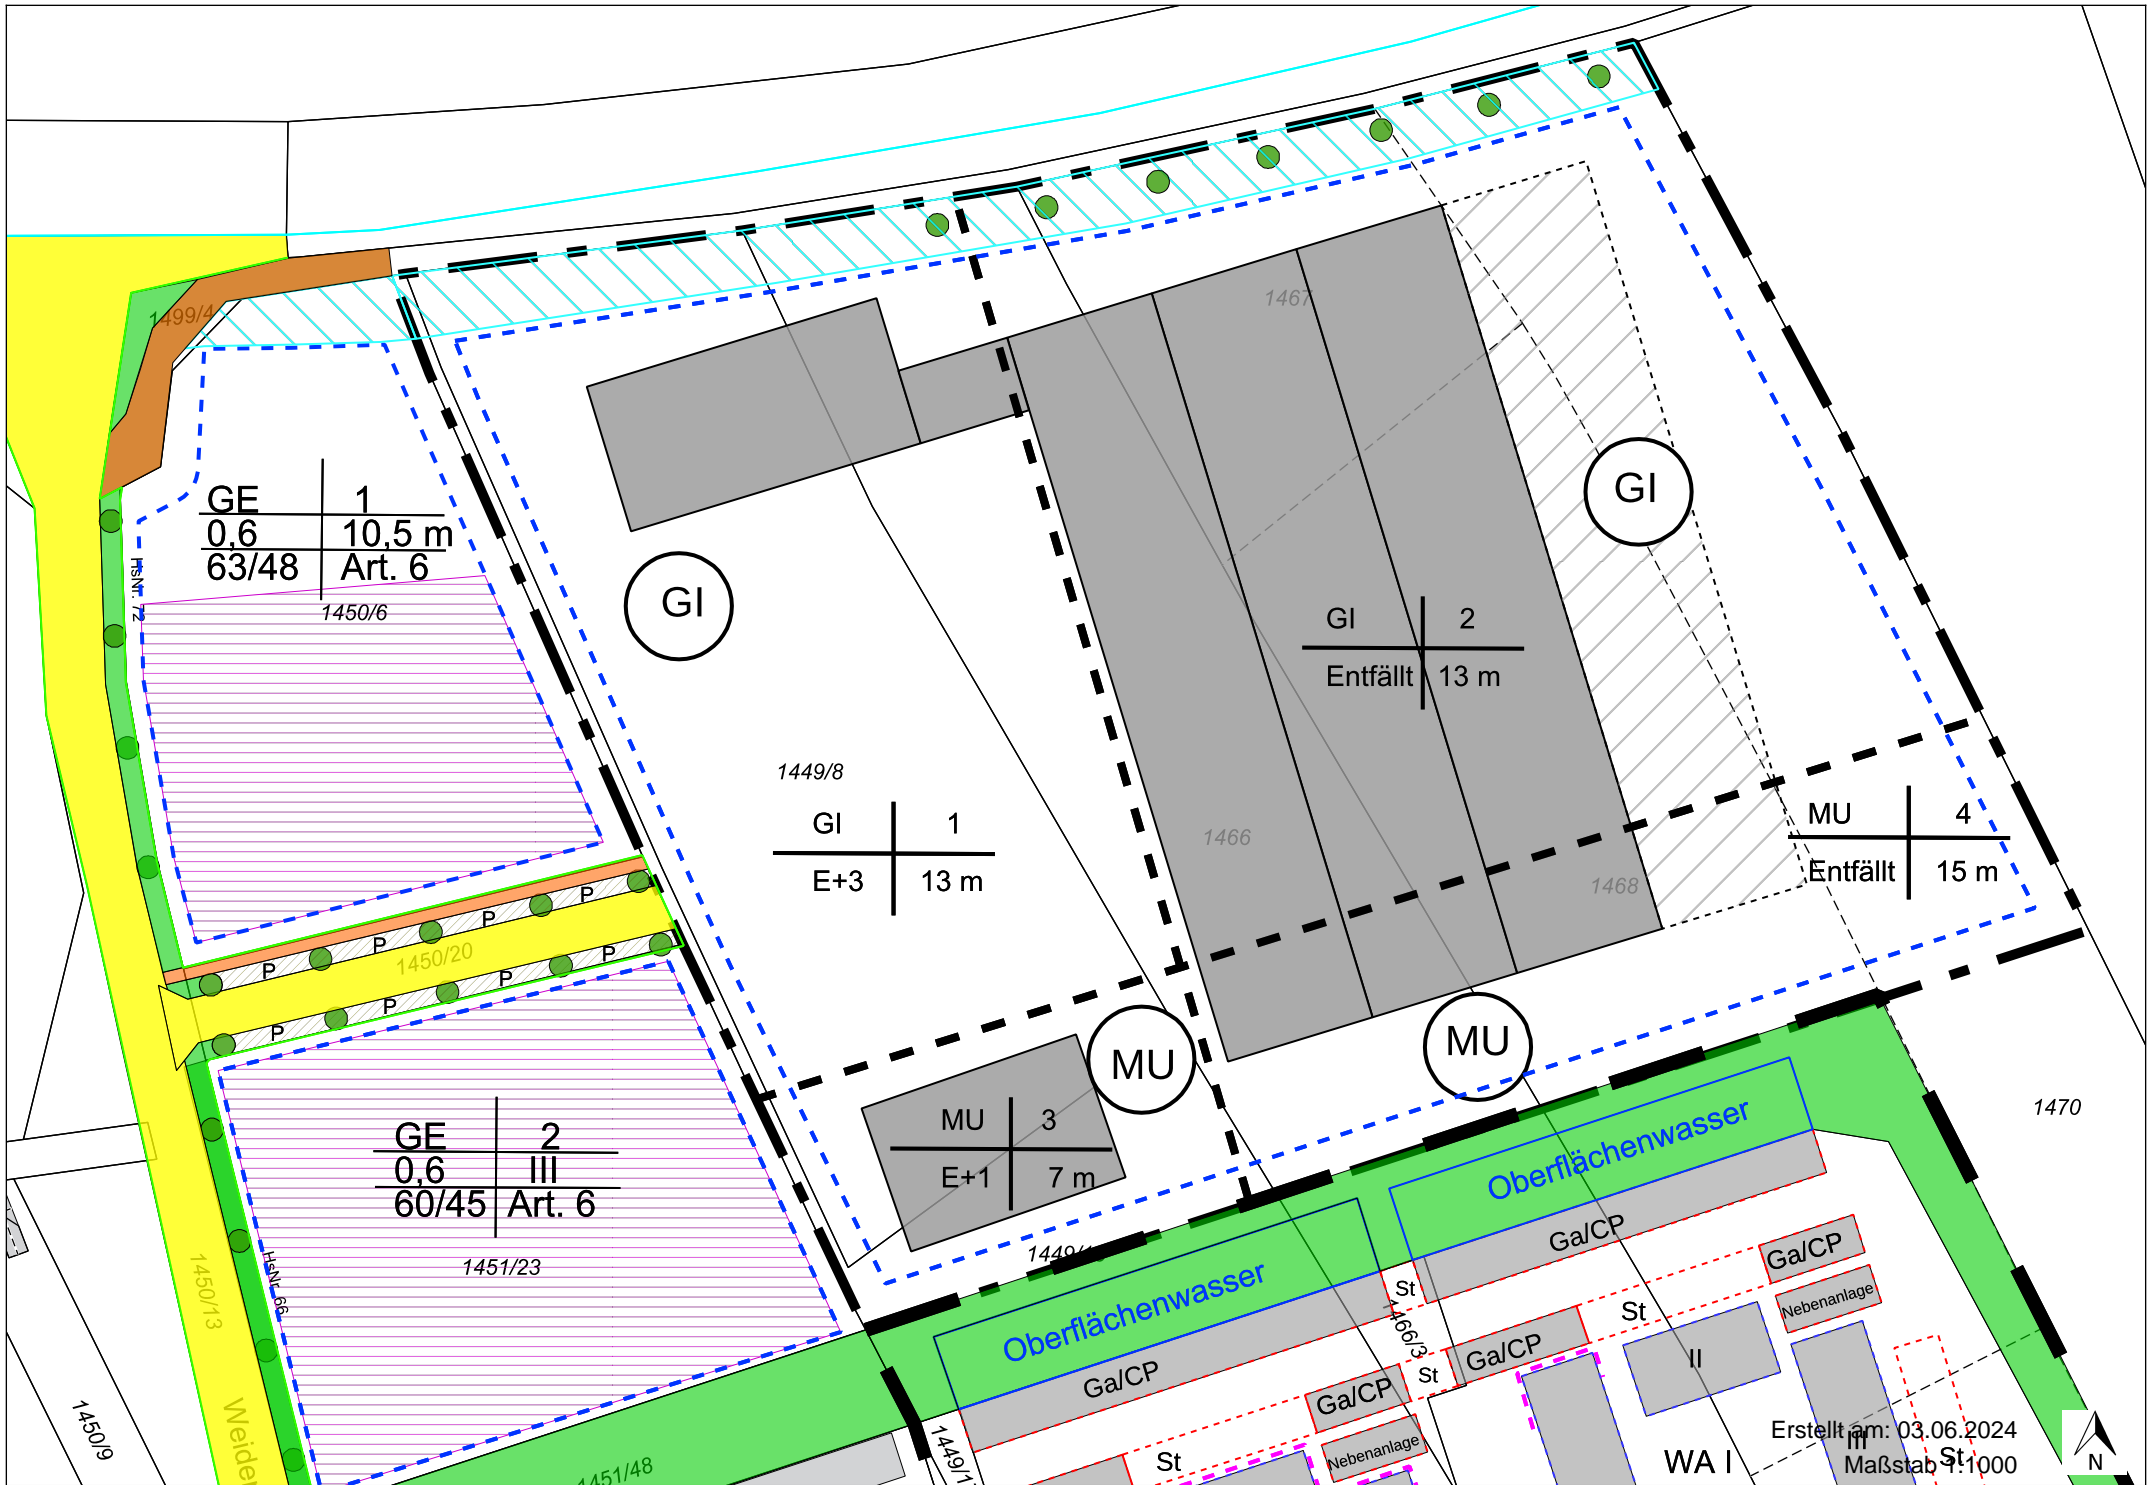 1499/4
1467
GE 1
0,6 10,5 m
63/48 Art. 6
HsNr. 72
1450/6
GI
GI
GI 2
Entfällt 13 m
1449/8
GI 1
E+3 13 m
1466
1468
MU 4
Entfällt 15 m
P P P P
1450/20
P P P P
MU
MU
MU 3
E+1 7 m
1470
GE 2
0,6 III
60/45 Art. 6
1451/23
HsNr. 66
1450/13
Oberflächenwasser
Oberflächenwasser
Ga/CP
Ga/CP
Ga/CP
Nebenanlage
St
St
1466/3
Ga/CP
St
II
Ga/CP
Nebenanlage
St
1450/9
1451/48
WA I
III
St
Erstellt am: 03.06.2024
Maßstab 1:1000
N